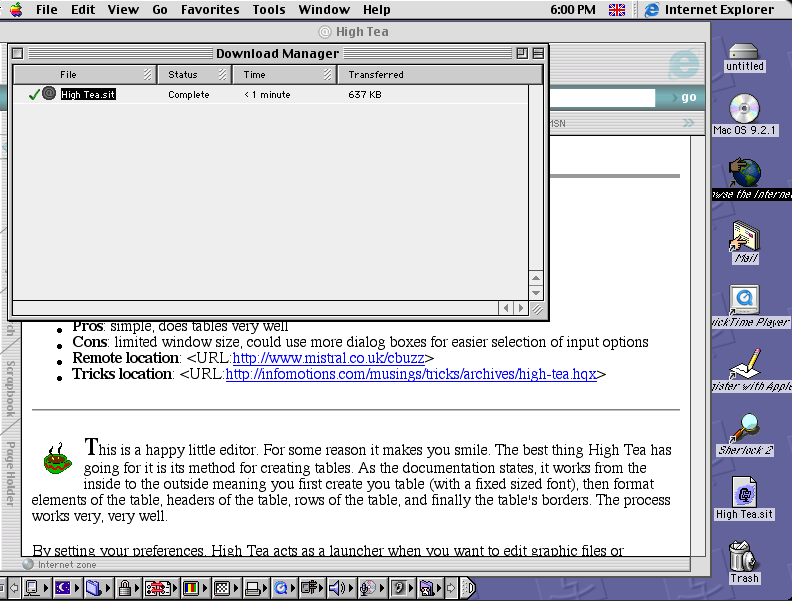 File Edit View Go Favorites Tools Window Help 6:00 PM Internet Explorer
High Tea
Download Manager
File Status Time Transferred
High Tea.sit Complete < 1 minute 637 KB
go
MSN
Pros: simple, does tables very well
Cons: limited window size, could use more dialog boxes for easier selection of input options
Remote location: <URL:http://www.mistral.co.uk/cbuzz>
Tricks location: <URL:http://infomotions.com/musings/tricks/archives/high-tea.hqx>
This is a happy little editor. For some reason it makes you smile. The best thing High Tea has
going for it is its method for creating tables. As the documentation states, it works from the
inside to the outside meaning you first create you table (with a fixed sized font), then format
elements of the table, headers of the table, rows of the table, and finally the table's borders. The process
works very, very well.
By setting your preferences, High Tea acts as a launcher when you want to edit graphic files or
Internet zone
Scrapbook
Page Holder
untitled
Mac OS 9.2.1
wse the Internet
Mail
uickTime Player
gister with Apple
Sherlock 2
High Tea.sit
Trash